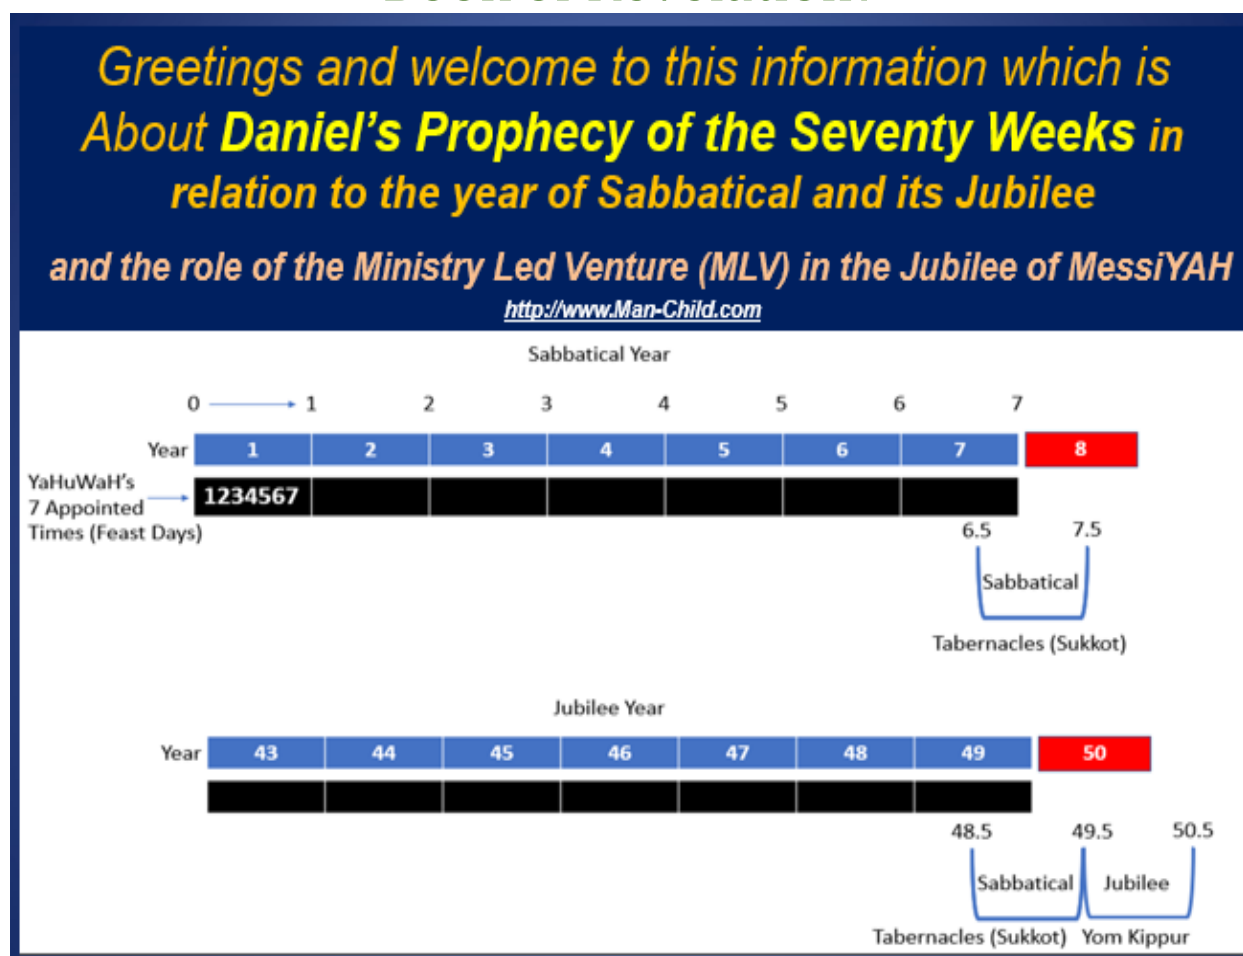 Greetings and welcome to this information which is
About Daniel's Prophecy of the Seventy Weeks in
relation to the year of Sabbatical and its Jubilee
and the role of the Ministry Led Venture (MLV) in the Jubilee of MessiYAH
http://www.Man-Child.com
Sabbatical Year
0 1 2 3 4 5 6 7
Year 1 2 3 4 5 6 7 8
YaHuWaH's
7 Appointed
Times (Feast Days)
1234567
6.5 7.5
Sabbatical
Tabernacles (Sukkot)
Jubilee Year
Year 43 44 45 46 47 48 49 50
48.5 49.5 50.5
Sabbatical Jubilee
Tabernacles (Sukkot) Yom Kippur